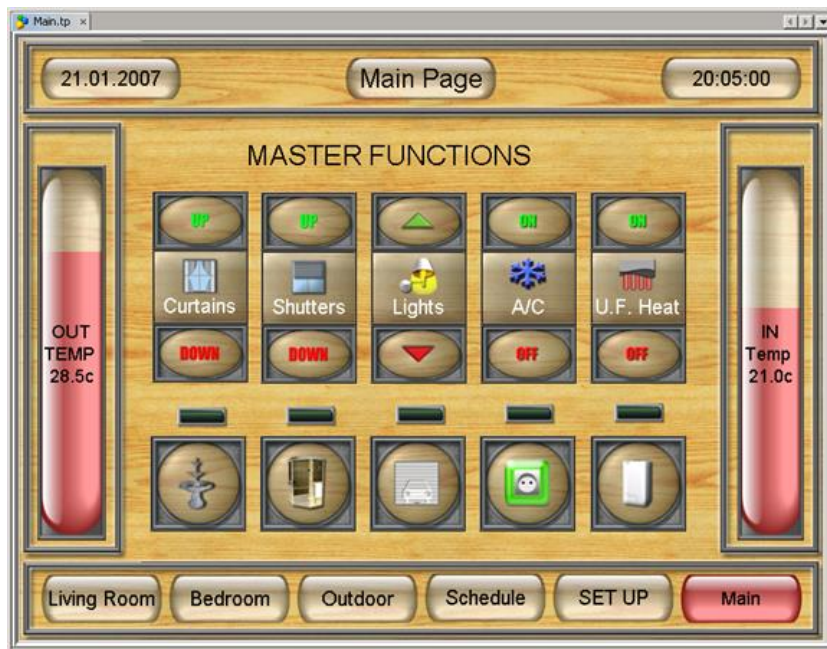 Main.tp
21.01.2007
Main Page
20:05:00
MASTER FUNCTIONS
UP UP ON ON
Curtains Shutters Lights A/C U.F. Heat
DOWN DOWN OFF OFF
OUT
TEMP
28.5c
IN
Temp
21.0c
Living Room Bedroom Outdoor Schedule SET UP Main